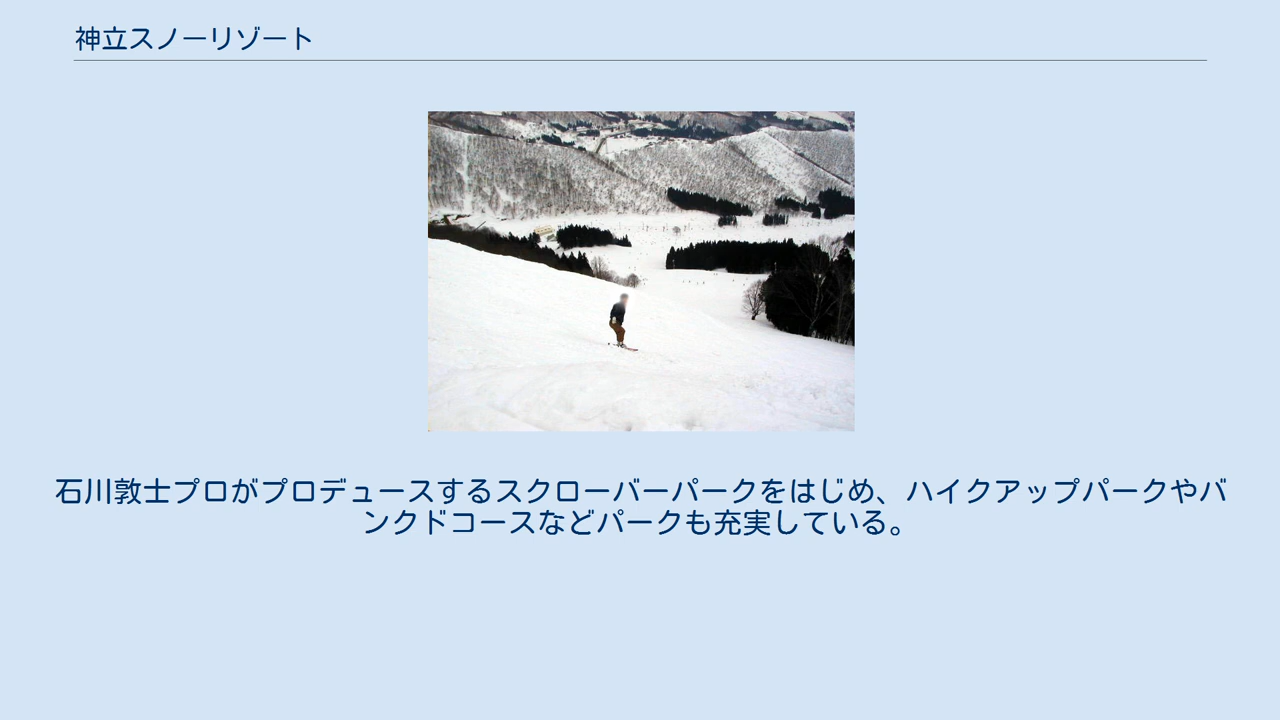 神立スノーリゾート
石川敦士プロがプロデュースするスクローバーパークをはじめ、ハイクアップパークやバ
ンクドコースなどパークも充実している。